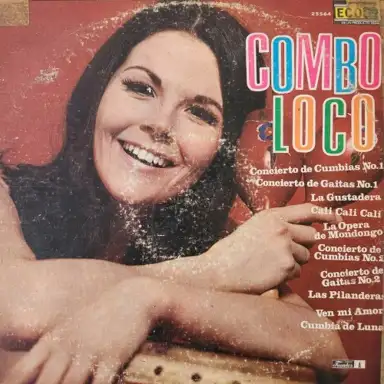 25564
COMBO
LOCO
Concierto de Cumbias No.1
Concierto de Gaitas No.1
La Gustadera
Cali Cali Cali
La Opera
de Mondongo
Concierto de
Cumbias No.2
Concierto de
Gaitas No.2
Las Pilanderas
Ven mi Amor
Cumbia de Luna